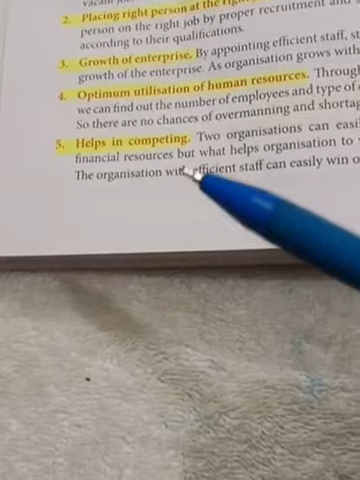 2. Placing right person at the right
person on the right job by proper recruitment and
according to their qualifications.
3. Growth of enterprise. By appointing efficient staff,
growth of the enterprise. As organisation grows with
4. Optimum utilisation of human resources. Through
we can find out the number of employees and type of
So there are no chances of overmanning and
5. Helps in competing. Two organisations can
financial resources but what helps organisation to
The organisation with efficient staff can easily win